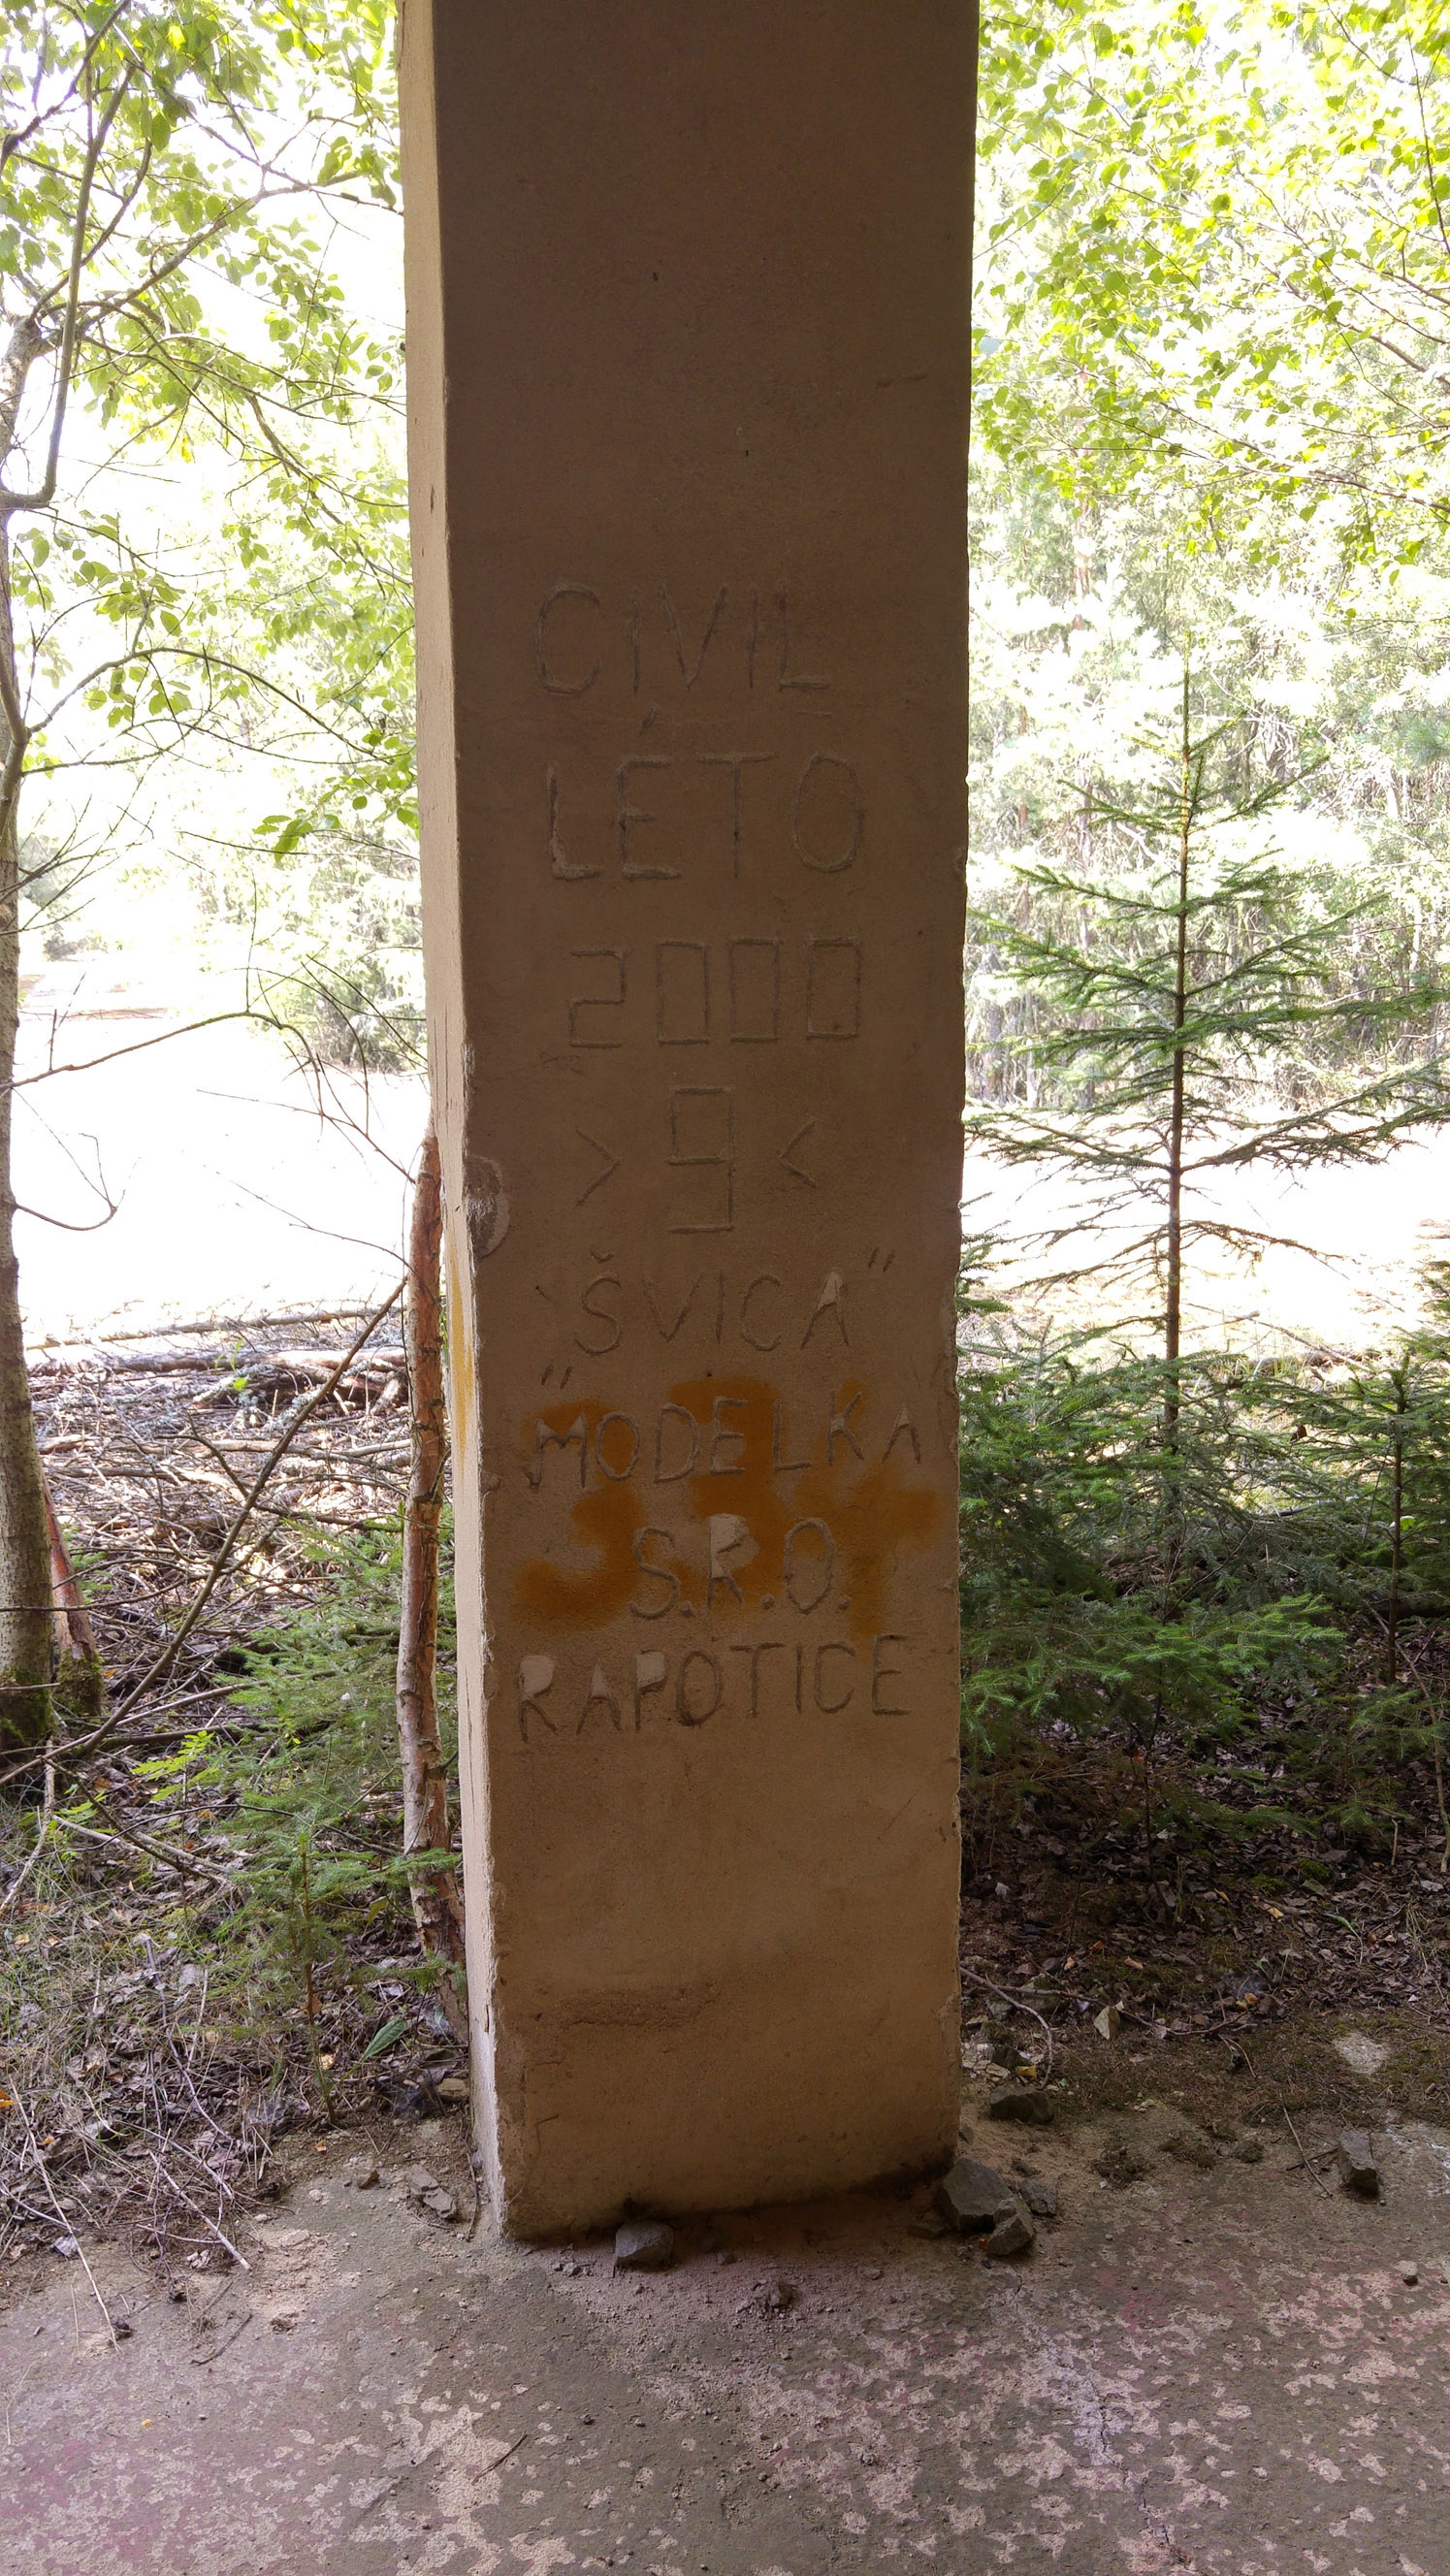 CIVIL
LÉTO
2000
> 9 <
"ŠVICA"
"MODELKA
S.R.O.
RAPOTICE